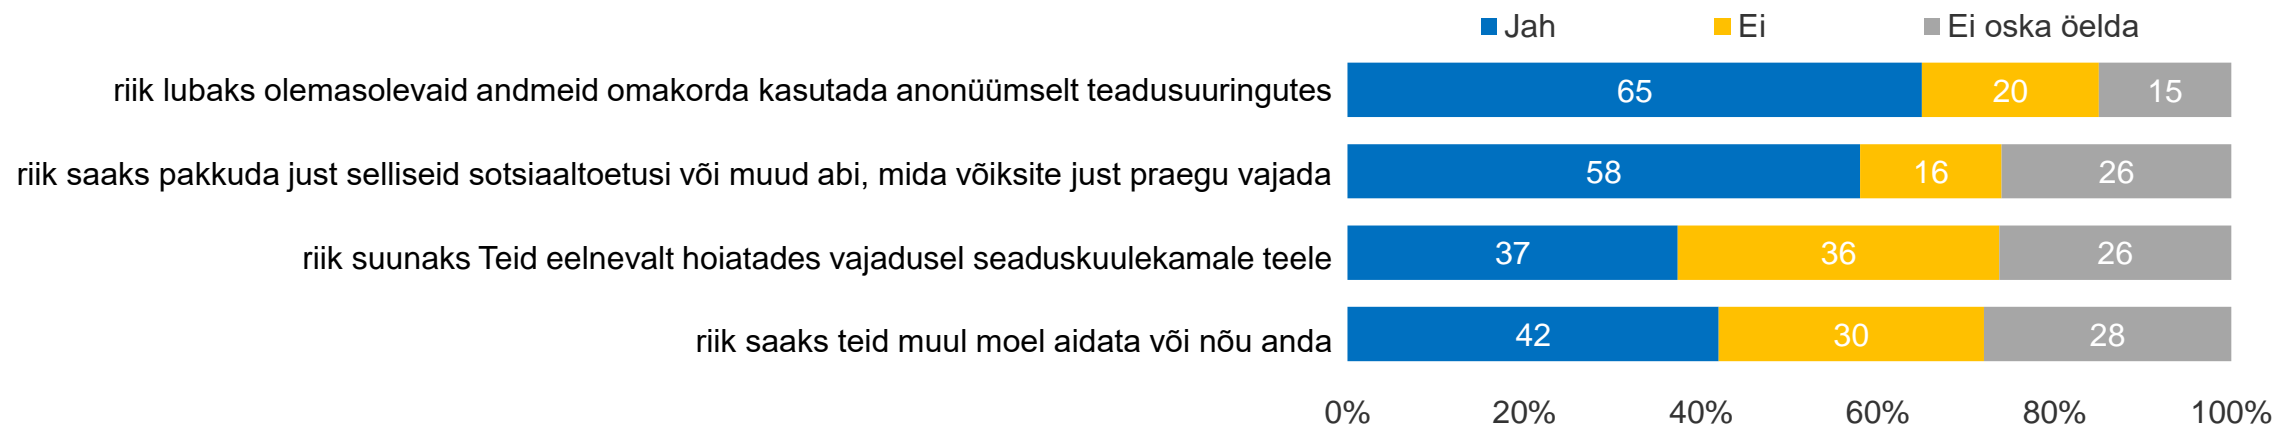 Jah Ei Ei oska öelda
riik lubaks olemasolevaid andmeid omakorda kasutada anonüümselt teadusuuringutes 65 20 15
riik saaks pakkuda just selliseid sotsiaaltoetusi või muud abi, mida võiksite just praegu vajada 58 16 26
riik suunaks Teid eelnevalt hoiatades vajadusel seaduskuulekamale teele 37 36 26
riik saaks teid muul moel aidata või nõu anda 42 30 28
0% 20% 40% 60% 80% 100%